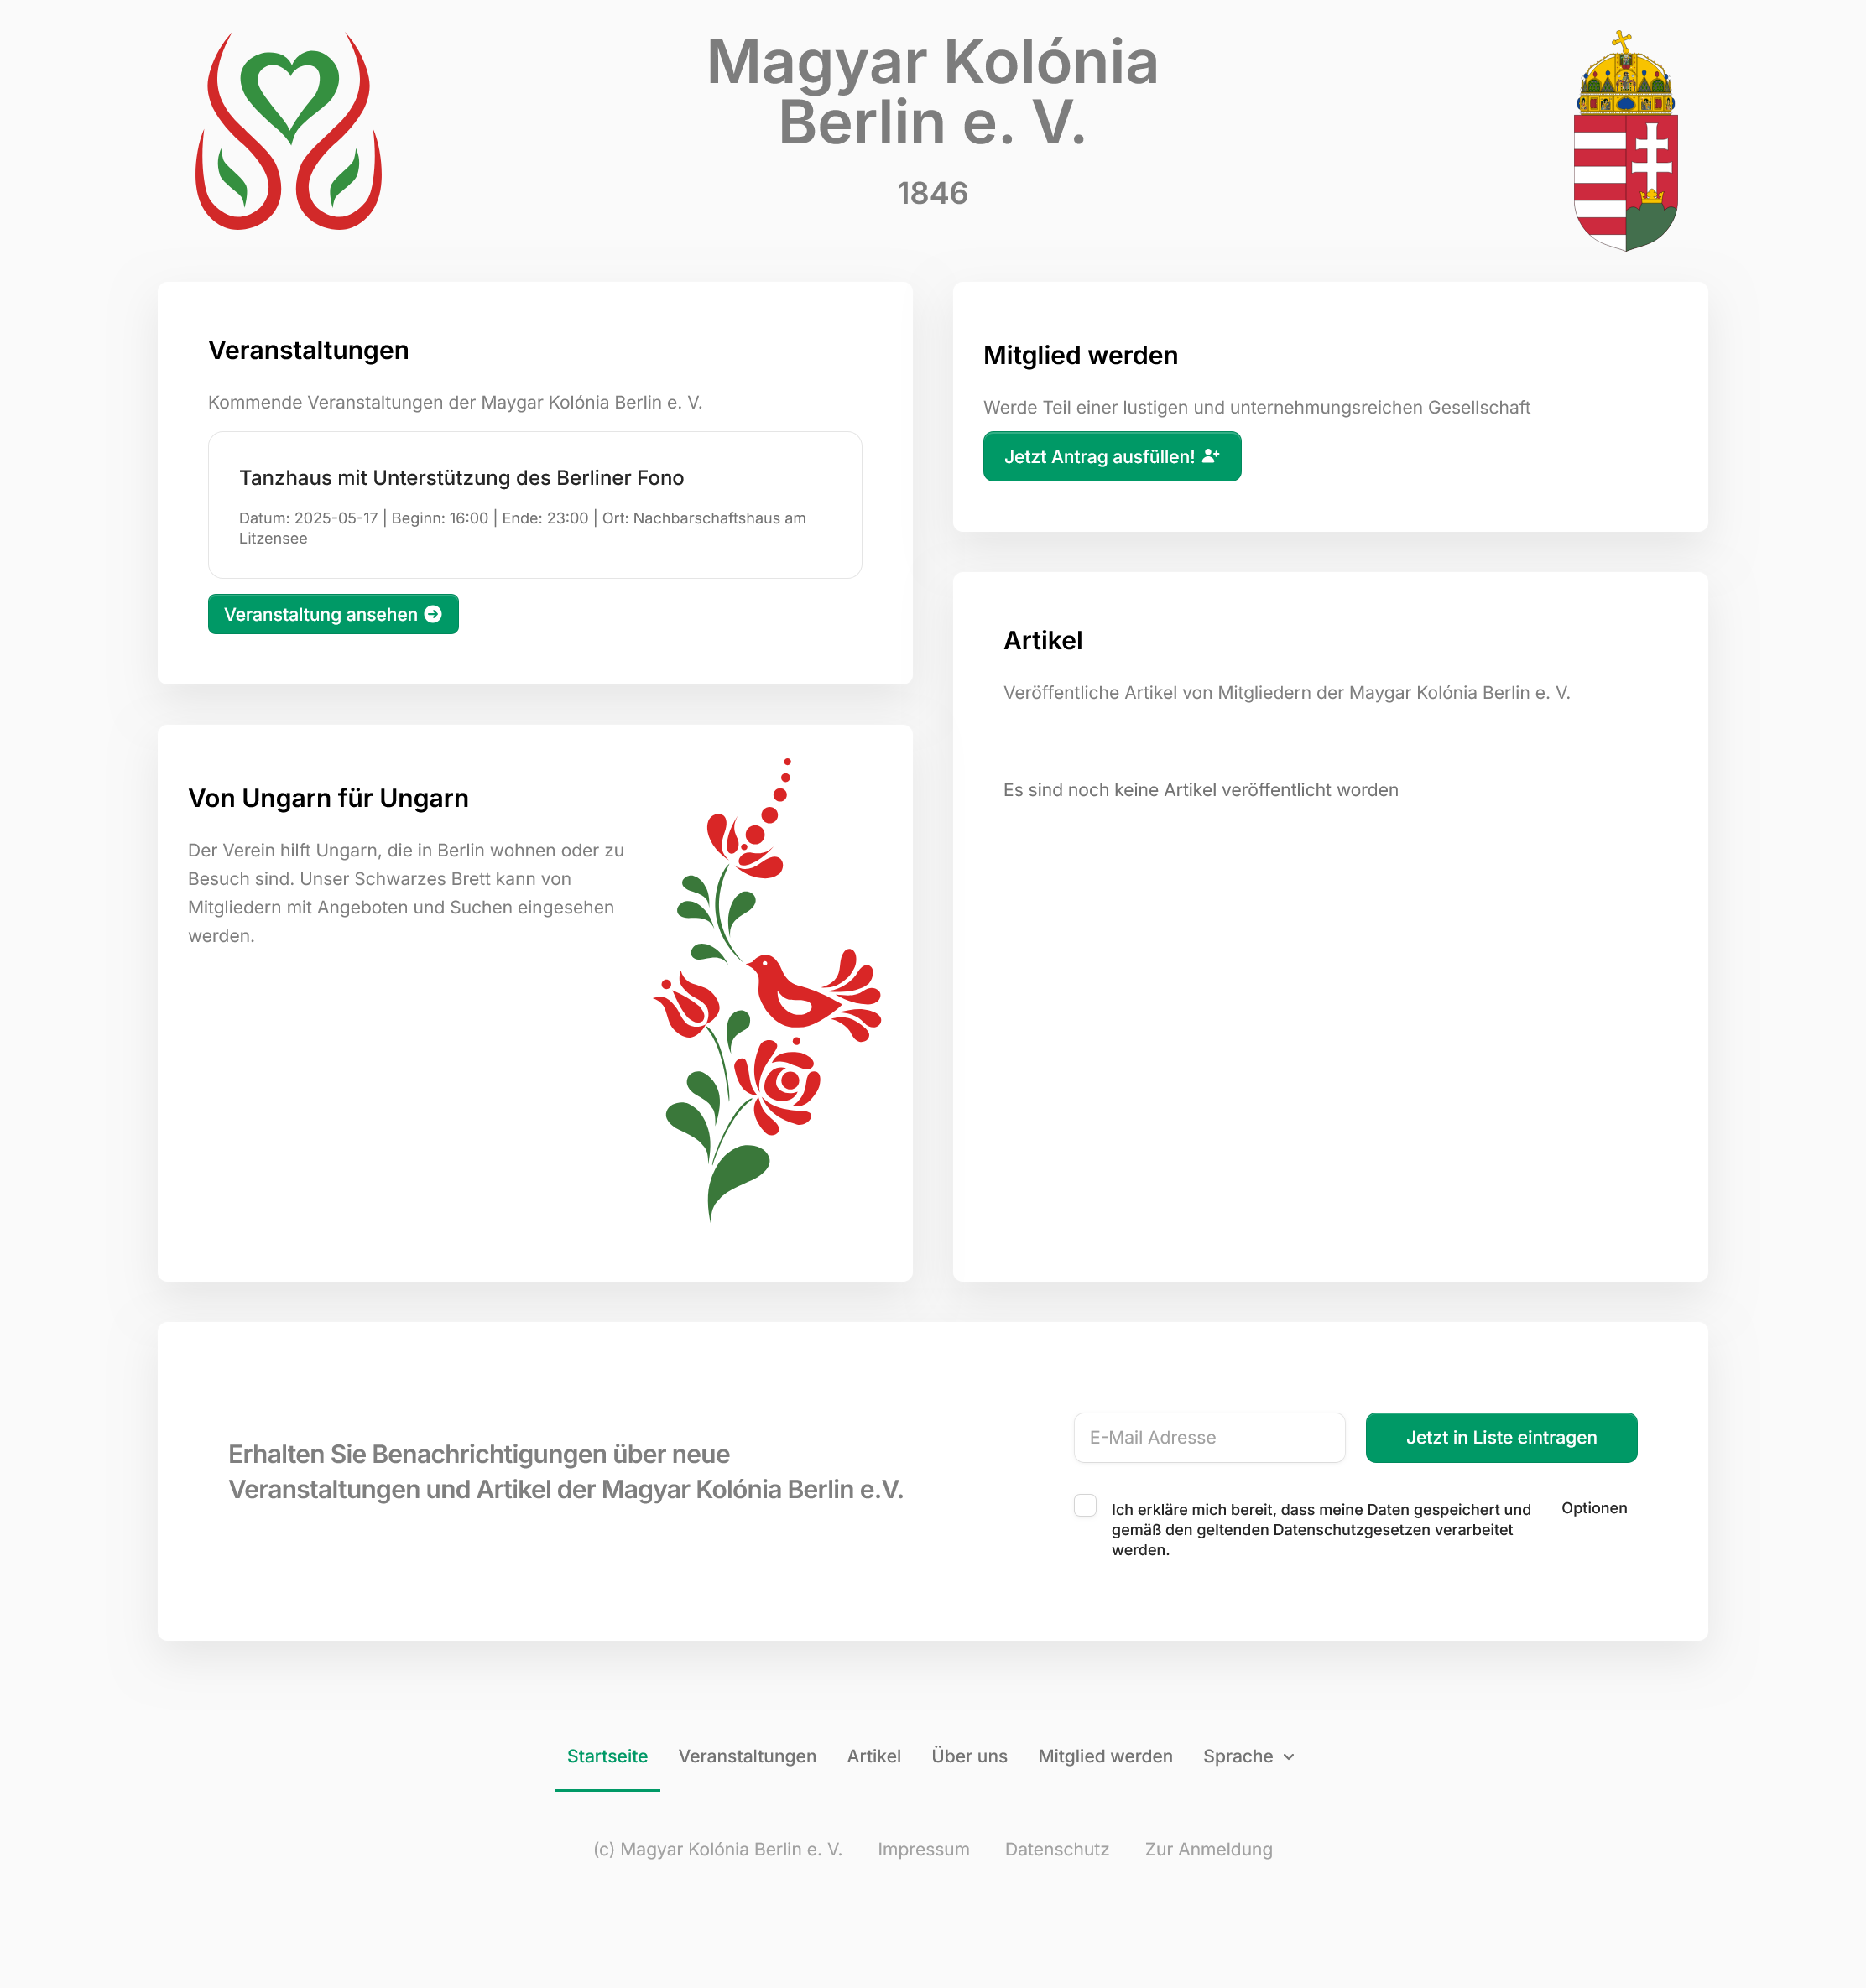 Magyar Kolónia
Berlin e. V.
1846
Veranstaltungen
Kommende Veranstaltungen der Maygar Kolónia Berlin e. V.
Tanzhaus mit Unterstützung des Berliner Fono
Datum: 2025-05-17 | Beginn: 16:00 | Ende: 23:00 | Ort: Nachbarschaftshaus am
Litzensee
Veranstaltung ansehen
Mitglied werden
Werde Teil einer lustigen und unternehmungsreichen Gesellschaft
Jetzt Antrag ausfüllen!
Artikel
Veröffentliche Artikel von Mitgliedern der Maygar Kolónia Berlin e. V.
Es sind noch keine Artikel veröffentlicht worden
Von Ungarn für Ungarn
Der Verein hilft Ungarn, die in Berlin wohnen oder zu
Besuch sind. Unser Schwarzes Brett kann von
Mitgliedern mit Angeboten und Suchen eingesehen
werden.
Erhalten Sie Benachrichtigungen über neue
Veranstaltungen und Artikel der Magyar Kolónia Berlin e.V.
E-Mail Adresse
Jetzt in Liste eintragen
Ich erkläre mich bereit, dass meine Daten gespeichert und
gemäß den geltenden Datenschutzgesetzen verarbeitet
werden.
Optionen
Startseite Veranstaltungen Artikel Über uns Mitglied werden Sprache
(c) Magyar Kolónia Berlin e. V. Impressum Datenschutz Zur Anmeldung